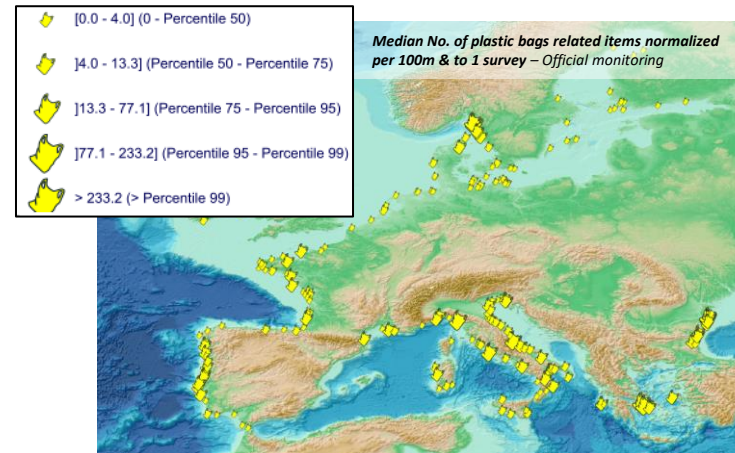 [0.0 - 4.0] (0 - Percentile 50)
]4.0 - 13.3] (Percentile 50 - Percentile 75)
]13.3 - 77.1] (Percentile 75 - Percentile 95)
]77.1 - 233.2] (Percentile 95 - Percentile 99)
> 233.2 (> Percentile 99)
Median No. of plastic bags related items normalized
per 100m & to 1 survey – Official monitoring